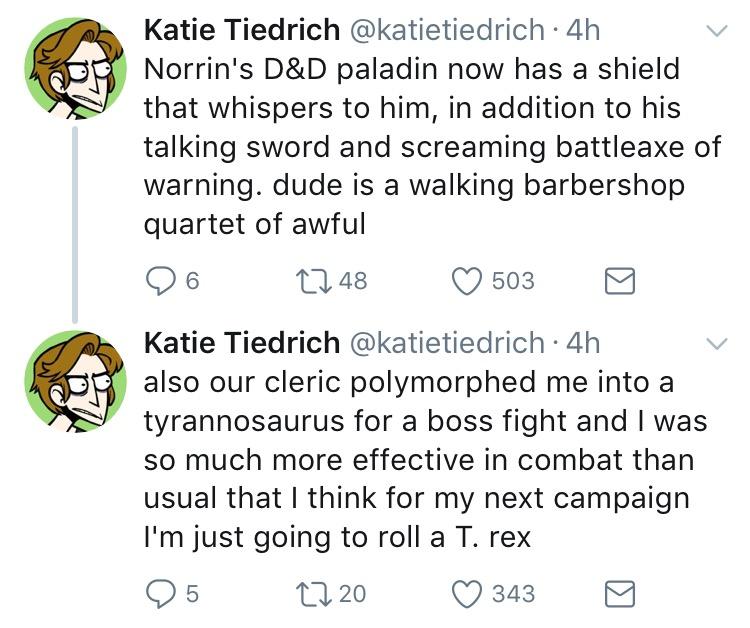 Katie Tiedrich @katietiedrich · 4h
Norrin's D&D paladin now has a shield
that whispers to him, in addition to his
talking sword and screaming battleaxe of
warning. dude is a walking barbershop
quartet of awful
6 48 503
Katie Tiedrich @katietiedrich · 4h
also our cleric polymorphed me into a
tyrannosaurus for a boss fight and I was
so much more effective in combat than
usual that I think for my next campaign
I'm just going to roll a T. rex
5 20 343